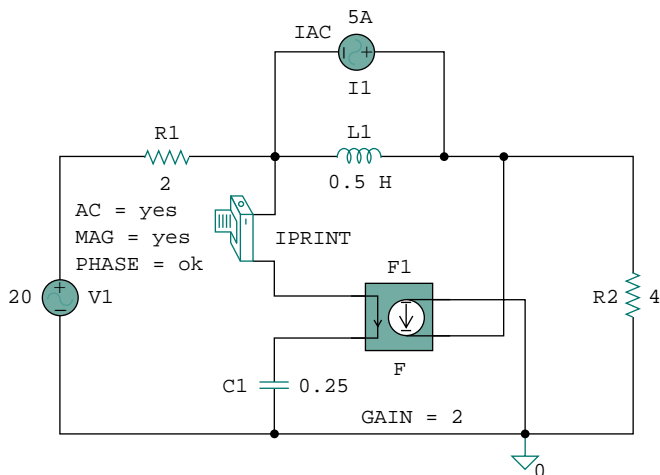 5A
IAC
I1
R1
2
L1
0.5 H
AC = yes
MAG = yes
PHASE = ok
IPRINT
F1
20
V1
R2
4
F
C1
0.25
GAIN = 2
0